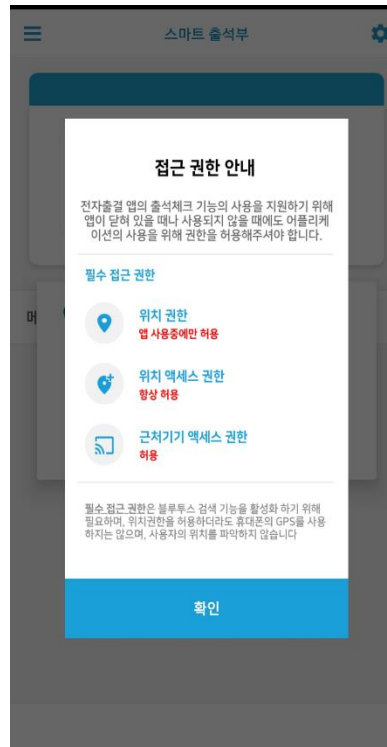 스마트 출석부
접근 권한 안내
전자출결 앱의 출석체크 기능의 사용을 지원하기 위해
앱이 닫혀 있을 때나 사용되지 않을 때에도 어플리케
이션의 사용을 위해 권한을 허용해주셔야 합니다.
필수 접근 권한
위치 권한
앱 사용중에만 허용
위치 액세스 권한
항상 허용
근처기기 액세스 권한
허용
필수 접근 권한은 블루투스 검색 기능을 활성화 하기 위해
필요하며, 위치권한을 허용하더라도 휴대폰의 GPS를 사용
하지는 않으며, 사용자의 위치를 파악하지 않습니다
확인